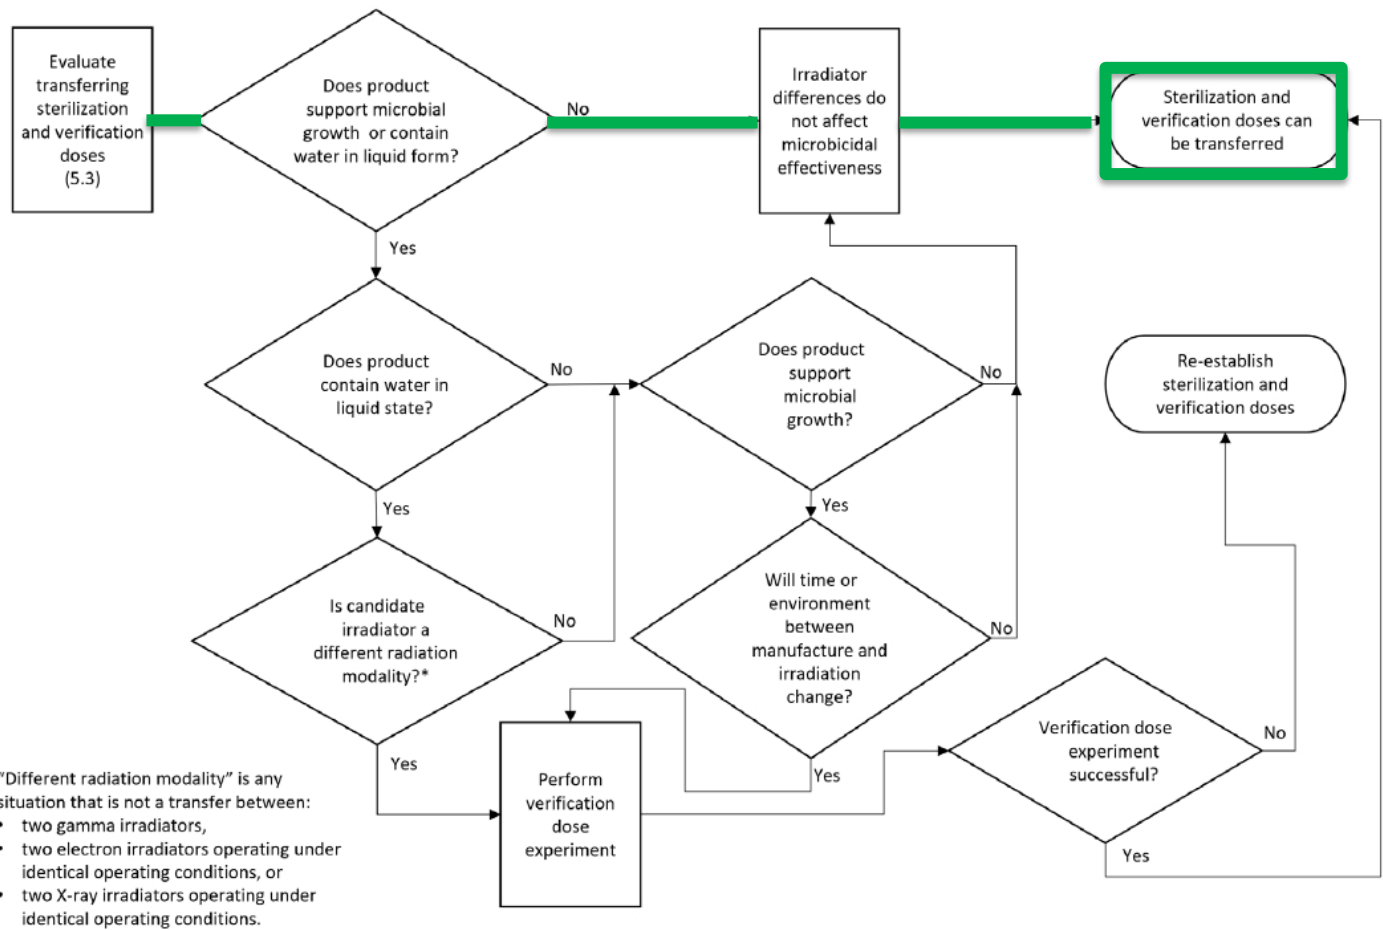 Evaluate
transferring
sterilization
and verification
doses
(5.3)
Does product
support microbial
growth or contain
water in liquid form?
No
Irradiator
differences do
not affect
microbicidal
effectiveness
Sterilization and
verification doses can
be transferred
Yes
Does product
contain water in
liquid state?
No
Does product
support
microbial
growth?
No
Re-establish
sterilization and
verification doses
Yes
Yes
Is candidate
irradiator a
different radiation
modality?*
No
Will time or
environment
between
manufacture and
irradiation
change?
No
Yes
Perform
verification
dose
experiment
Yes
Verification dose
experiment
successful?
No
Yes
"Different radiation modality" is any
situation that is not a transfer between:
• two gamma irradiators,
• two electron irradiators operating under
identical operating conditions, or
• two X-ray irradiators operating under
identical operating conditions.